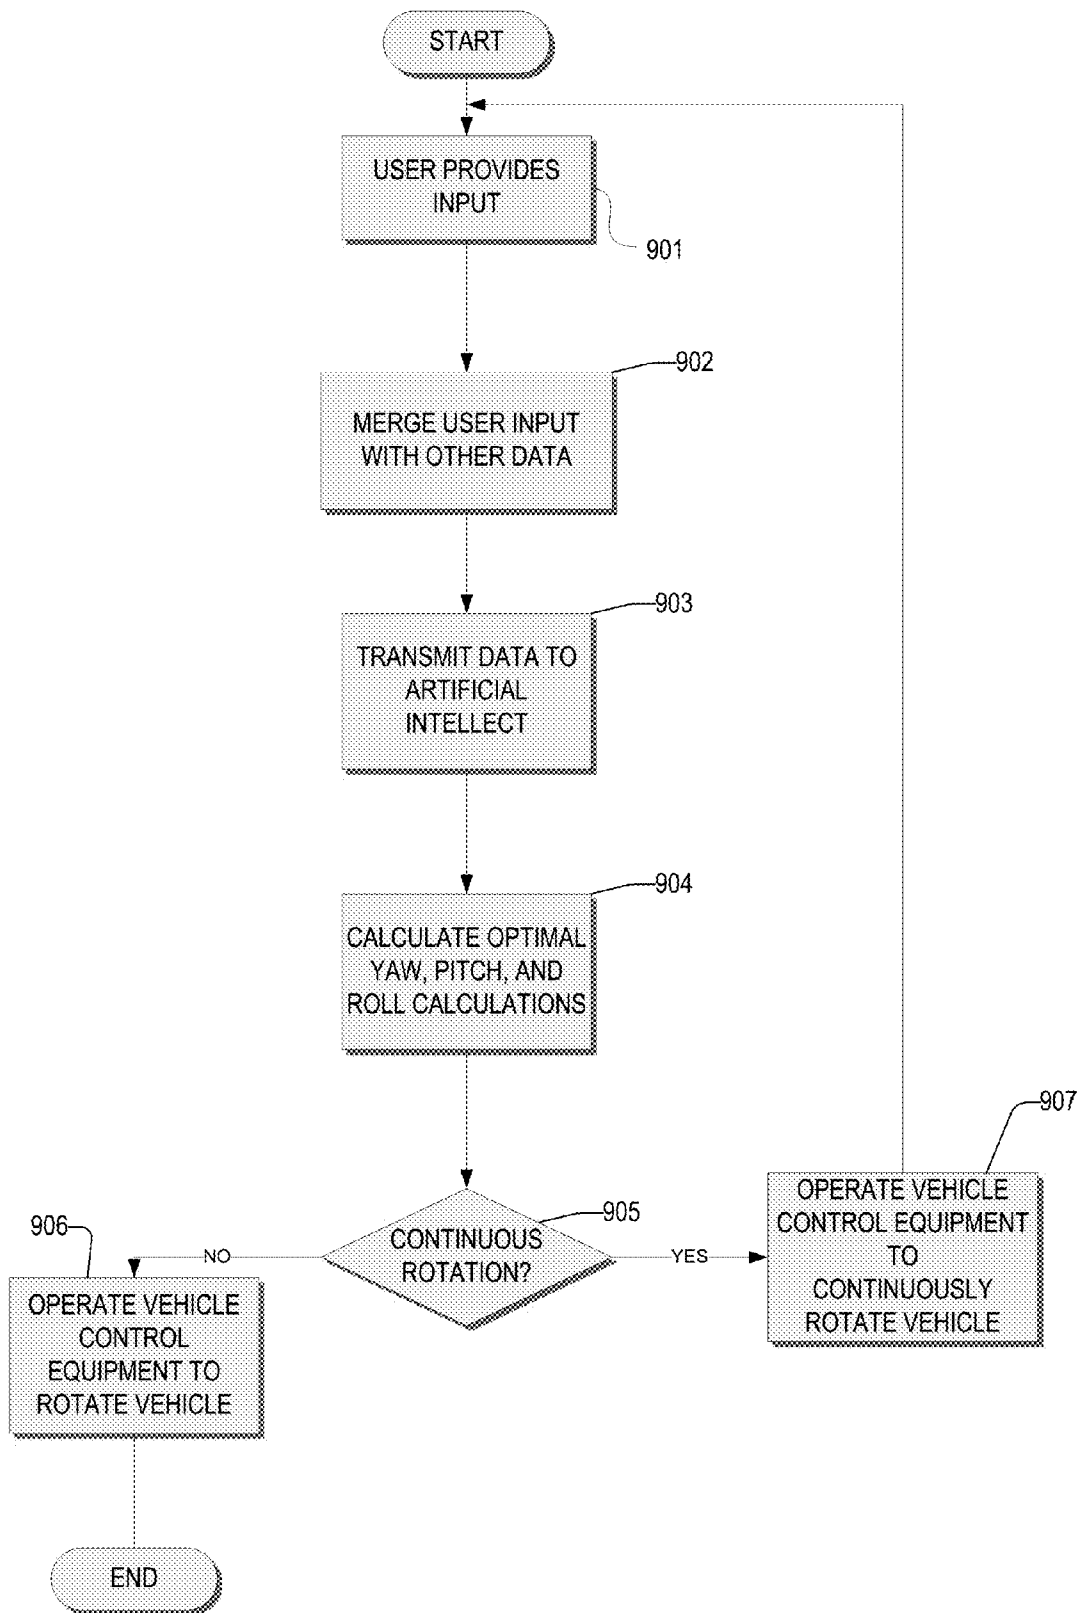 START
USER PROVIDES
INPUT
901
902
MERGE USER INPUT
WITH OTHER DATA
903
TRANSMIT DATA TO
ARTIFICIAL
INTELLECT
904
CALCULATE OPTIMAL
YAW, PITCH, AND
ROLL CALCULATIONS
905
CONTINUOUS
ROTATION?
NO
YES
906
OPERATE VEHICLE
CONTROL
EQUIPMENT TO
ROTATE VEHICLE
907
OPERATE VEHICLE
CONTROL EQUIPMENT
TO
CONTINUOUSLY
ROTATE VEHICLE
END